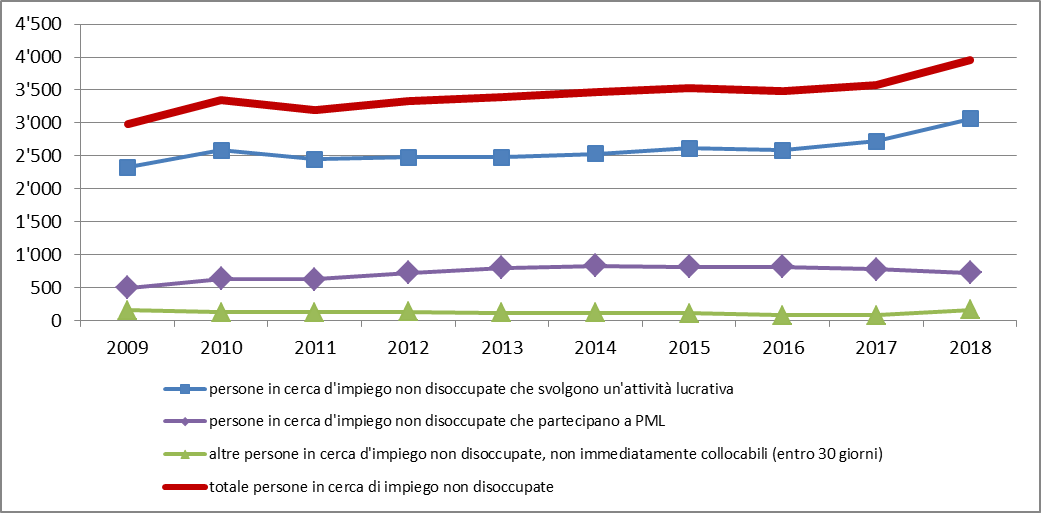 4'500
4'000
3'500
3'000
2'500
2'000
1'500
1'000
500
0
2009 2010 2011 2012 2013 2014 2015 2016 2017 2018
persone in cerca d'impiego non disoccupate che svolgono un'attività lucrativa
persone in cerca d'impiego non disoccupate che partecipano a PML
altre persone in cerca d'impiego non disoccupate, non immediatamente collocabili (entro 30 giorni)
totale persone in cerca di impiego non disoccupate